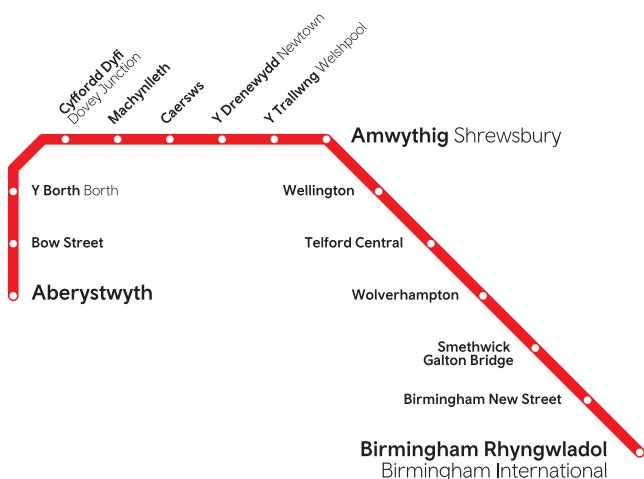 Cyffordd Dyfi
Dovey Junction
Machynlleth
Caersws
Y Drenewydd Newtown
Y Trallwng Welshpool
Amwythig Shrewsbury
Y Borth Borth
Wellington
Bow Street
Telford Central
Aberystwyth
Wolverhampton
Smethwick
Galton Bridge
Birmingham New Street
Birmingham Rhyngwladol
Birmingham International